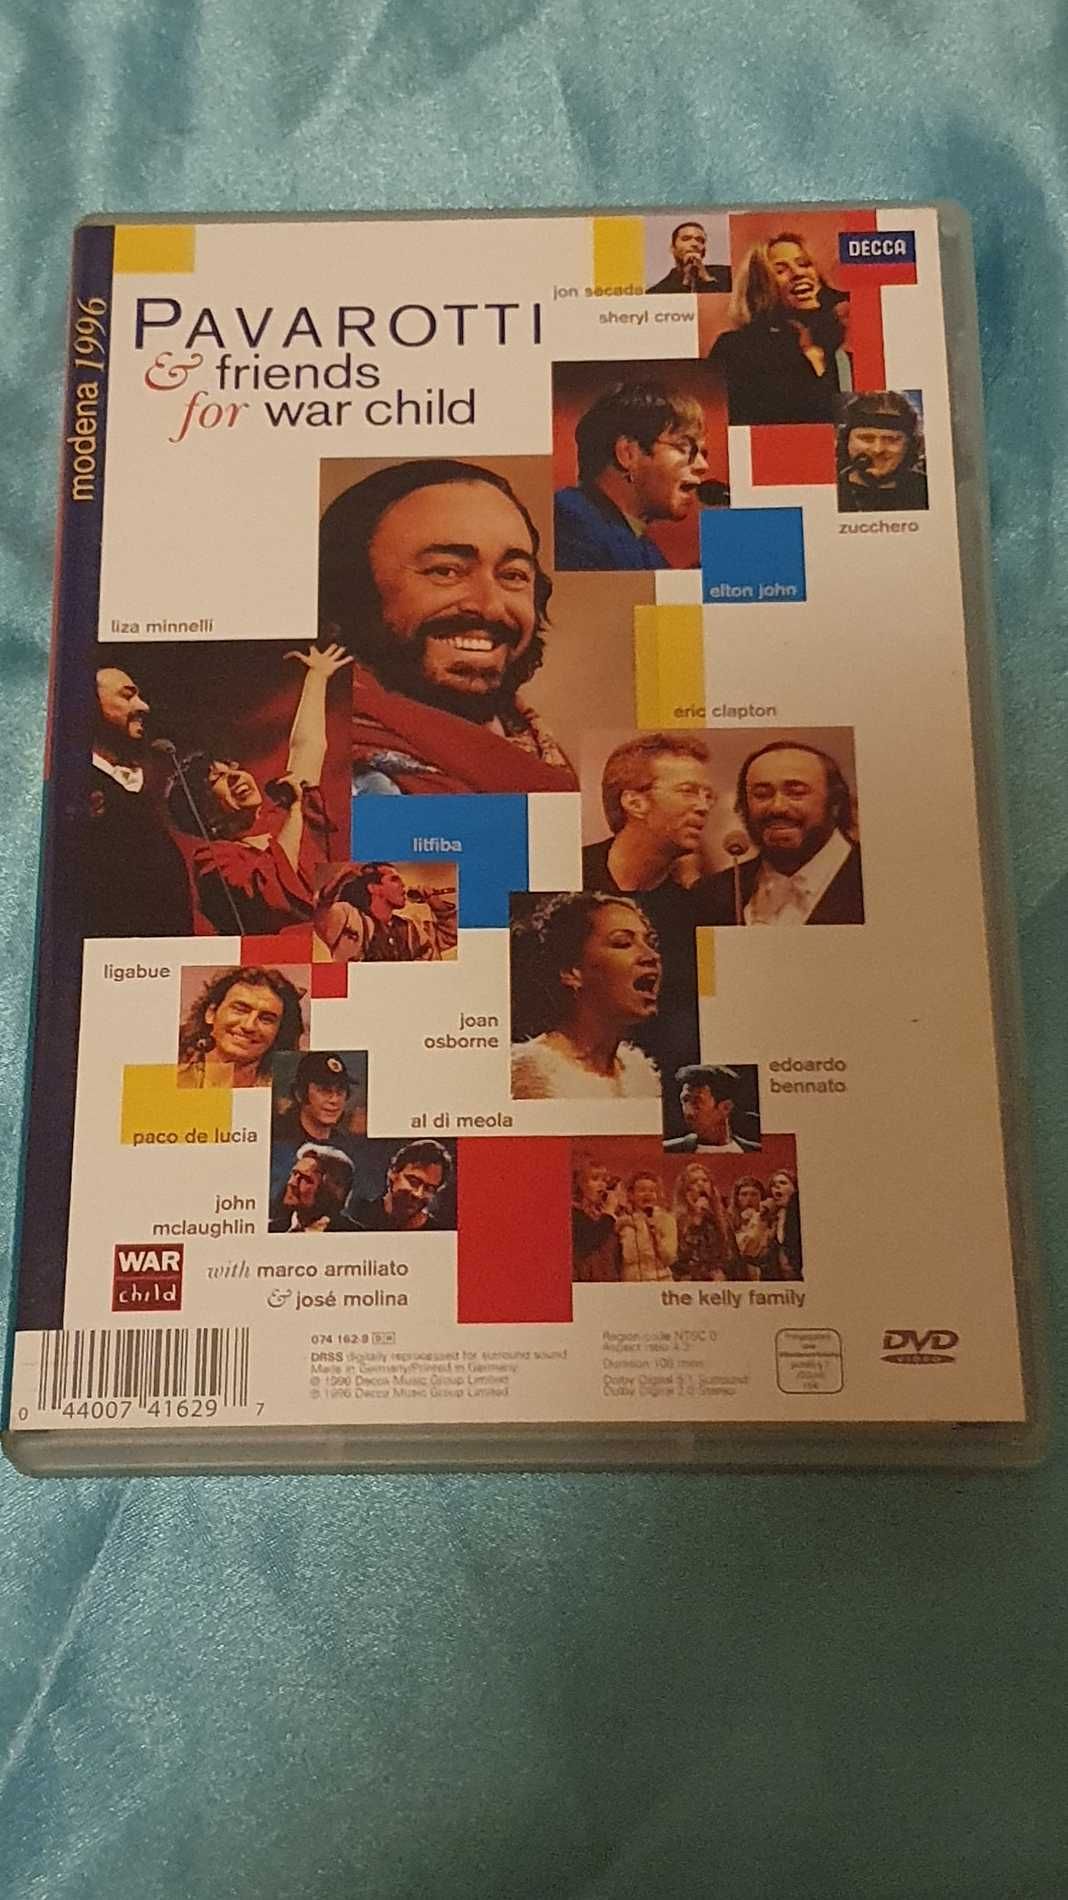 modena 1996
PAVAROTTI
& friends
for war child
DECCA
jon secada
sheryl crow
zucchero
elton john
liza minnelli
eric clapton
litfiba
ligabue
joan
osborne
edoardo
bennato
al di meola
paco de lucia
john
mclaughlin
WAR
child
with marco armiliato
& josé molina
the kelly family
074 162-9
DRSS digitally reprocessed for surround sound
Made in Germany/Printed in Germany
℗ 1996 Decca Music Group Limited
© 1996 Decca Music Group Limited
Region code NTSC 0
Aspect ratio 4:3
Dolby Digital 5.1 Surround
Dolby Digital 2.0 Stereo
DVD
VIDEO
0 44007 41629 7